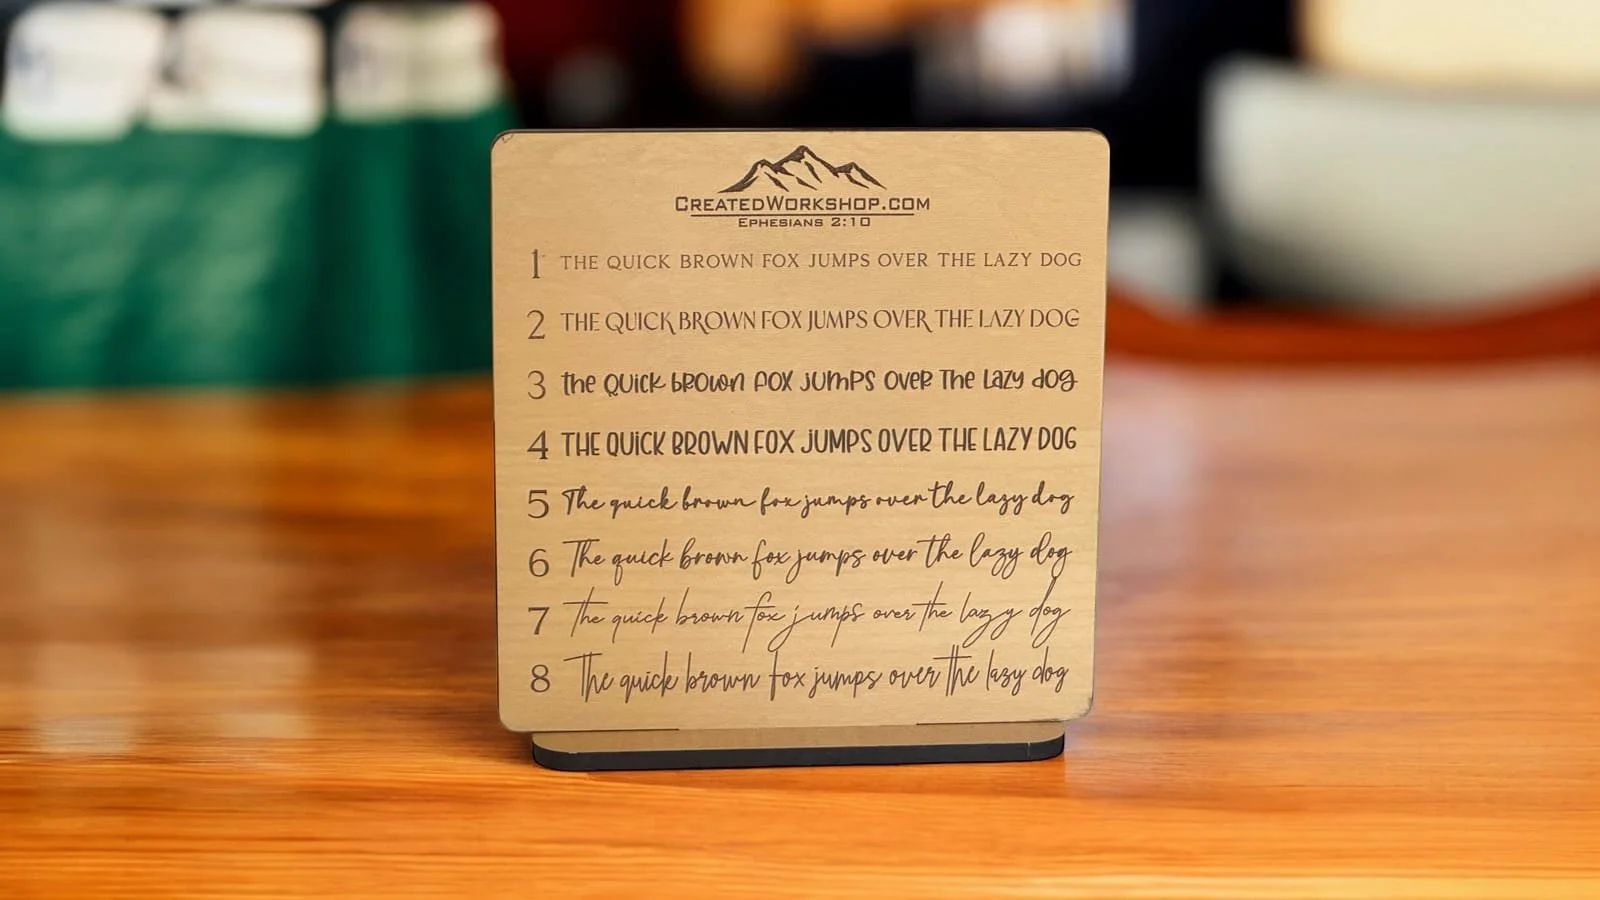 CREATEDWORKSHOP.COM
EPHESIANS 2:10
1 THE QUICK BROWN FOX JUMPS OVER THE LAZY DOG
2 THE QUICK BROWN FOX JUMPS OVER THE LAZY DOG
3 the Quick brown fox jumps over the lazy dog
4 THE QUiCK BROWN FOX JUMPS OVER THE LAZY DOG
5 The quick brown fox jumps over the lazy dog
6 The quick brown fox jumps over the lazy dog
7 The quick brown fox jumps over the lazy dog
8 The quick brown fox jumps over the lazy dog